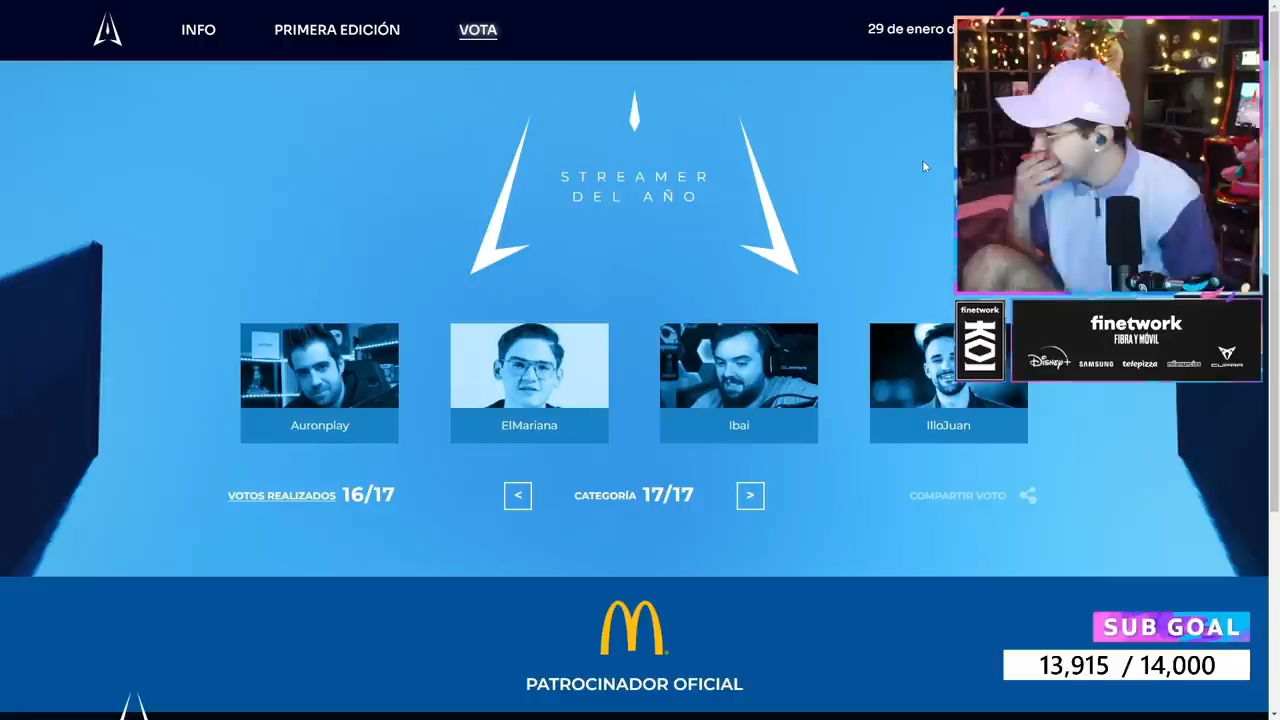 INFO
PRIMERA EDICIÓN
VOTA
29 de enero d
STREAMER
DEL AÑO
finetwork
KOI
finetwork
FIBRA Y MÓVIL
Disney+
SAMSUNG
telepizza
milanuncios
CUPRA
Auronplay
ElMariana
Ibai
IlloJuan
VOTOS REALIZADOS 16/17
<
CATEGORÍA 17/17
>
COMPARTIR VOTO
PATROCINADOR OFICIAL
SUB GOAL
13,915 / 14,000